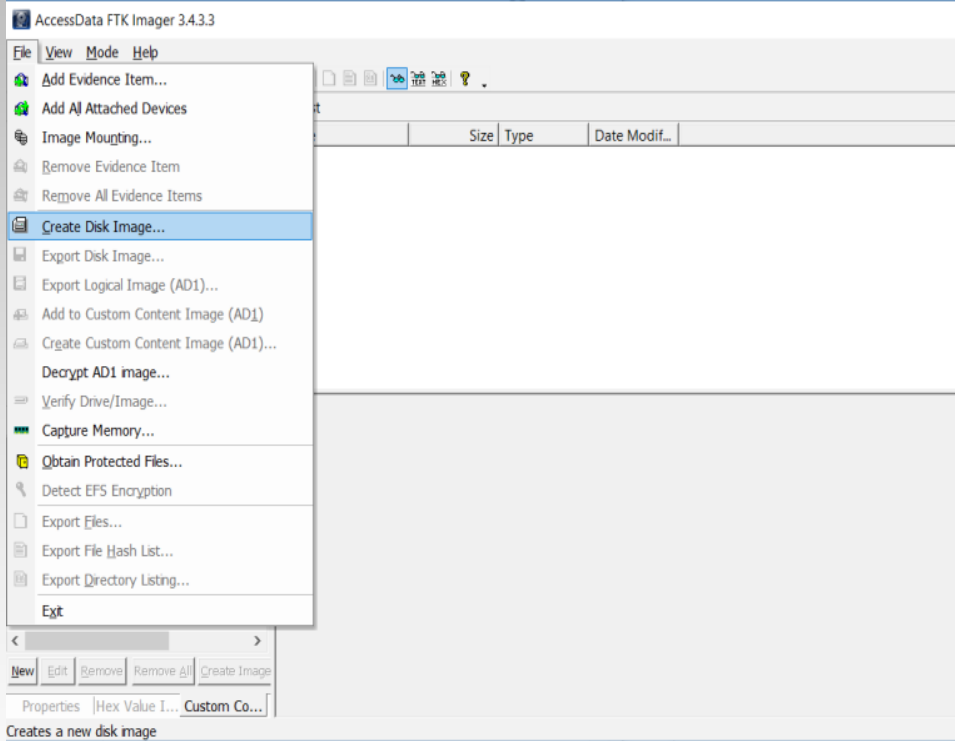 AccessData FTK Imager 3.4.3.3
File View Mode Help
Add Evidence Item...
Add All Attached Devices
Image Mounting...
Remove Evidence Item
Remove All Evidence Items
Create Disk Image...
Export Disk Image...
Export Logical Image (AD1)...
Add to Custom Content Image (AD1)
Create Custom Content Image (AD1)...
Decrypt AD1 image...
Verify Drive/Image...
Capture Memory...
Obtain Protected Files...
Detect EFS Encryption
Export Files...
Export File Hash List...
Export Directory Listing...
Exit
TEXT HEX
st
Size Type Date Modif...
New Edit Remove Remove All Create Image
Properties Hex Value I... Custom Co...
Creates a new disk image